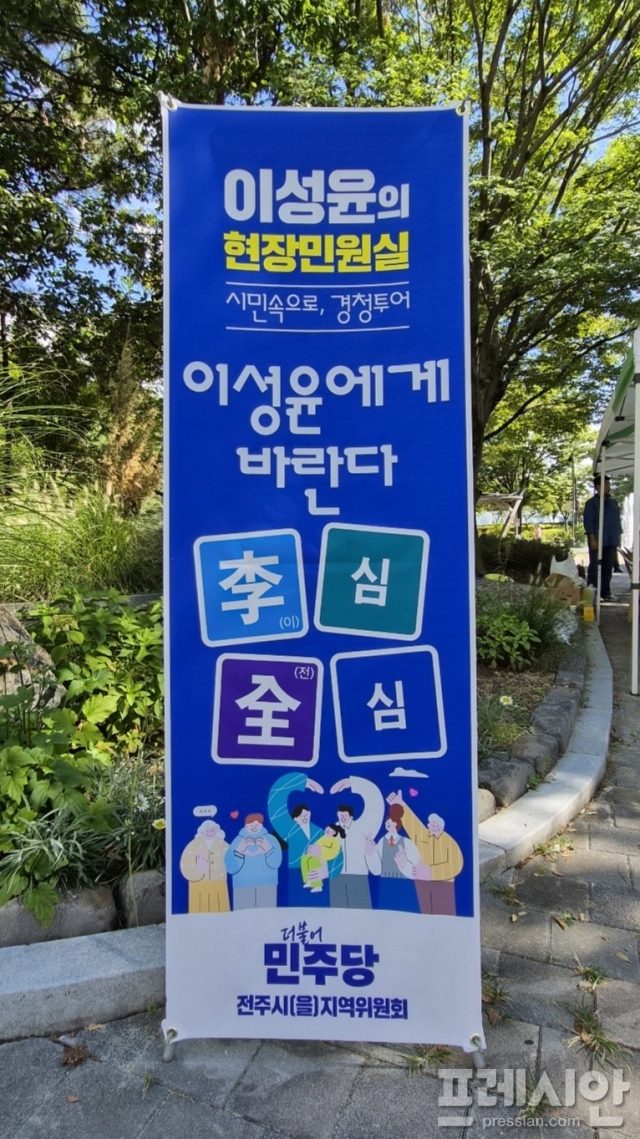 이성윤의
현장민원실
시민속으로, 경청투어
이성윤에게
바란다
李(이) 심
全(전) 심
더불어
민주당
전주시(을)지역위원회
프레시안
pressian.com